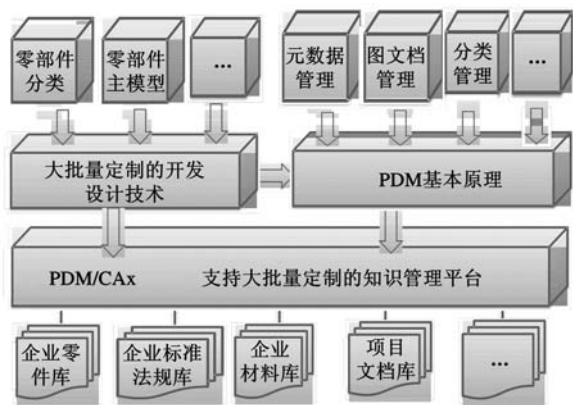 零部件
分类
零部件
主模型
...
元数据
管理
图文档
管理
分类
管理
...
大批量定制的开发
设计技术
PDM基本原理
PDM/CAx 支持大批量定制的知识管理平台
企业零
件库
企业标准
法规库
企业
材料库
项目
文档库
...